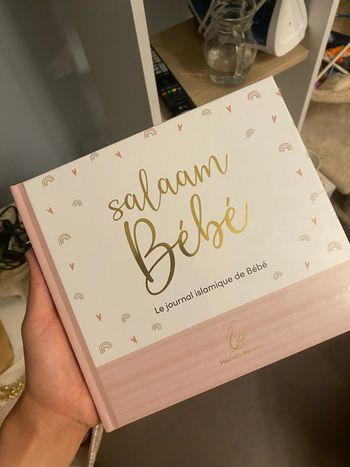 salaam
Bébé
Le journal islamique de Bébé